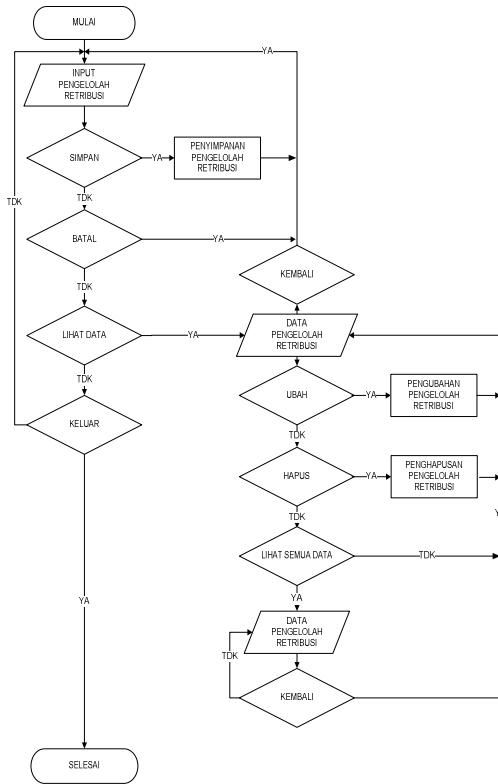 MULAI
YA
INPUT
PENGELOLAH
RETRIBUSI
SIMPAN
YA
PENYIMPANAN
PENGELOLAH
RETRIBUSI
TDK
TDK
BATAL
YA
TDK
KEMBALI
LIHAT DATA
YA
DATA
PENGELOLAH
RETRIBUSI
TDK
KELUAR
UBAH
YA
PENGUBAHAN
PENGELOLAH
RETRIBUSI
TDK
HAPUS
YA
PENGHAPUSAN
PENGELOLAH
RETRIBUSI
TDK
LIHAT SEMUA DATA
TDK
YA
YA
DATA
PENGELOLAH
RETRIBUSI
TDK
KEMBALI
SELESAI